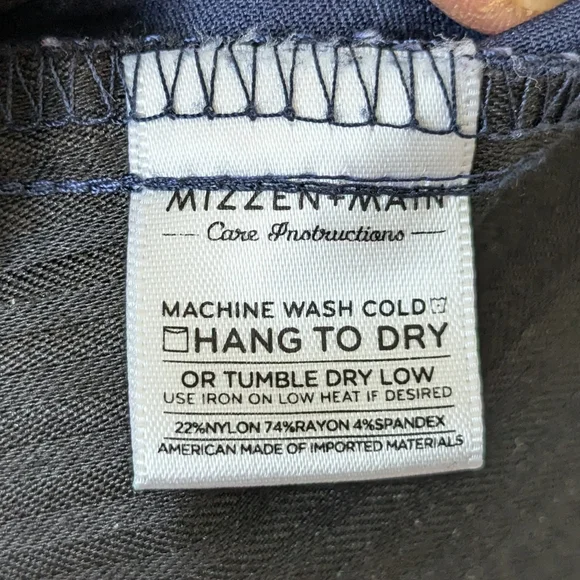 MIZZEN+MAIN
Care Instructions
MACHINE WASH COLD
HANG TO DRY
OR TUMBLE DRY LOW
USE IRON ON LOW HEAT IF DESIRED
22%NYLON 74%RAYON 4%SPANDEX
AMERICAN MADE OF IMPORTED MATERIALS